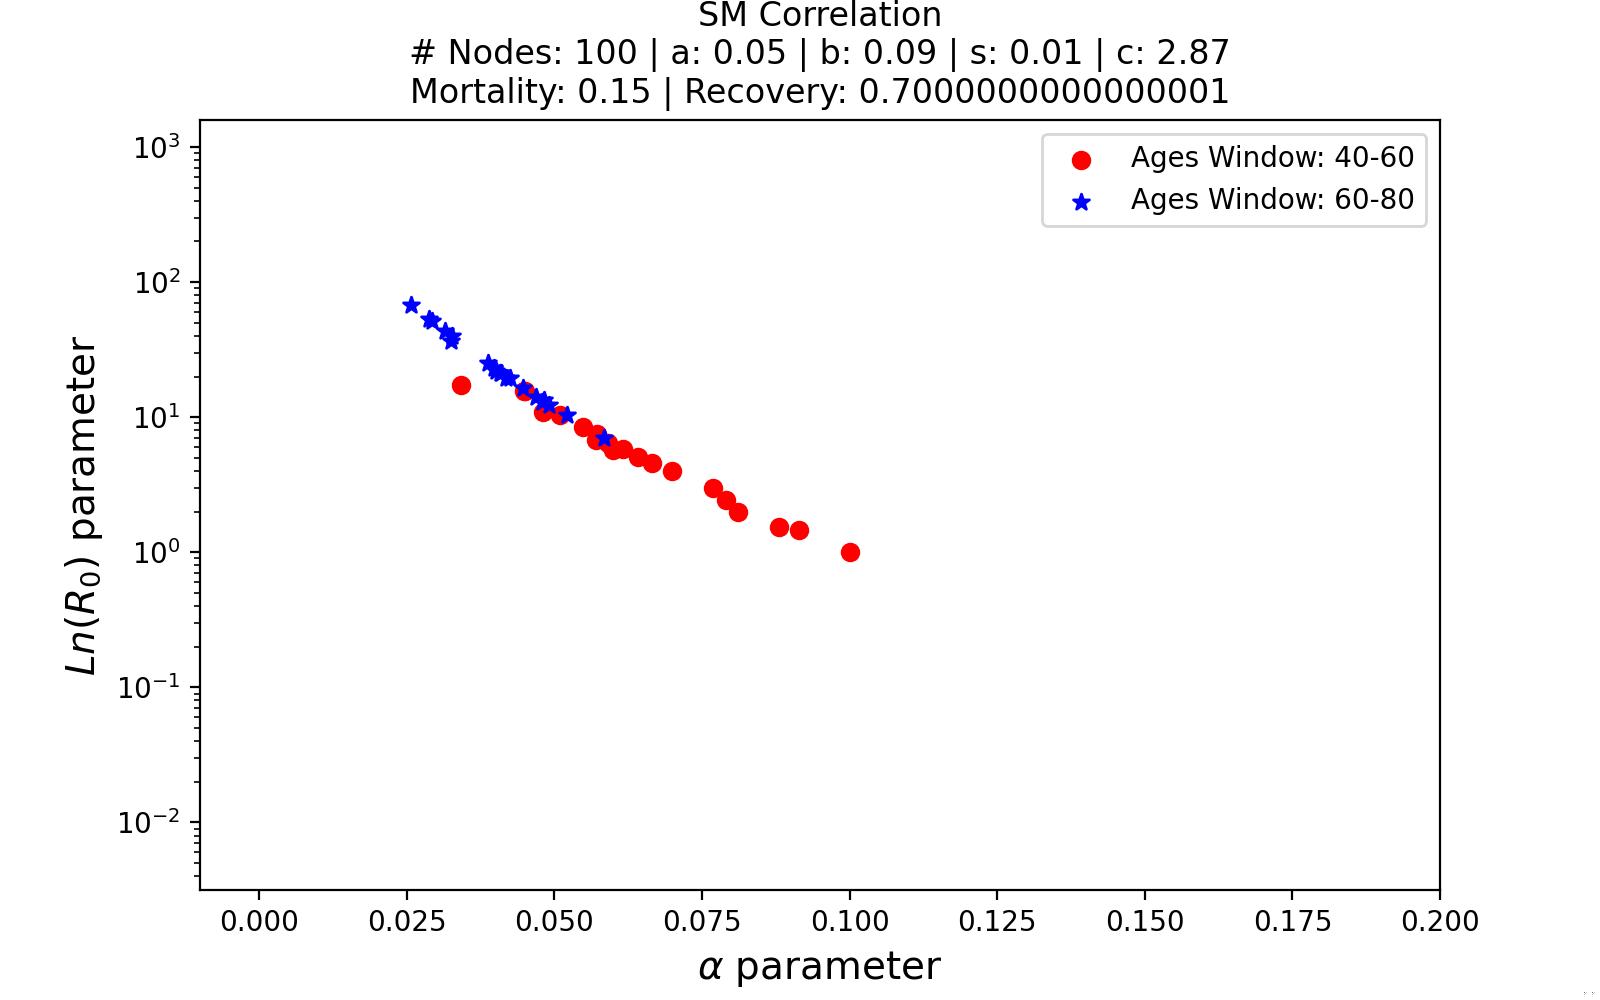 SM Correlation
# Nodes: 100 | a: 0.05 | b: 0.09 | s: 0.01 | c: 2.87
Mortality: 0.15 | Recovery: 0.7000000000000001
Ages Window: 40-60
Ages Window: 60-80
10³
10²
10¹
10⁰
10⁻¹
10⁻²
Ln(R₀) parameter
0.000 0.025 0.050 0.075 0.100 0.125 0.150 0.175 0.200
α parameter